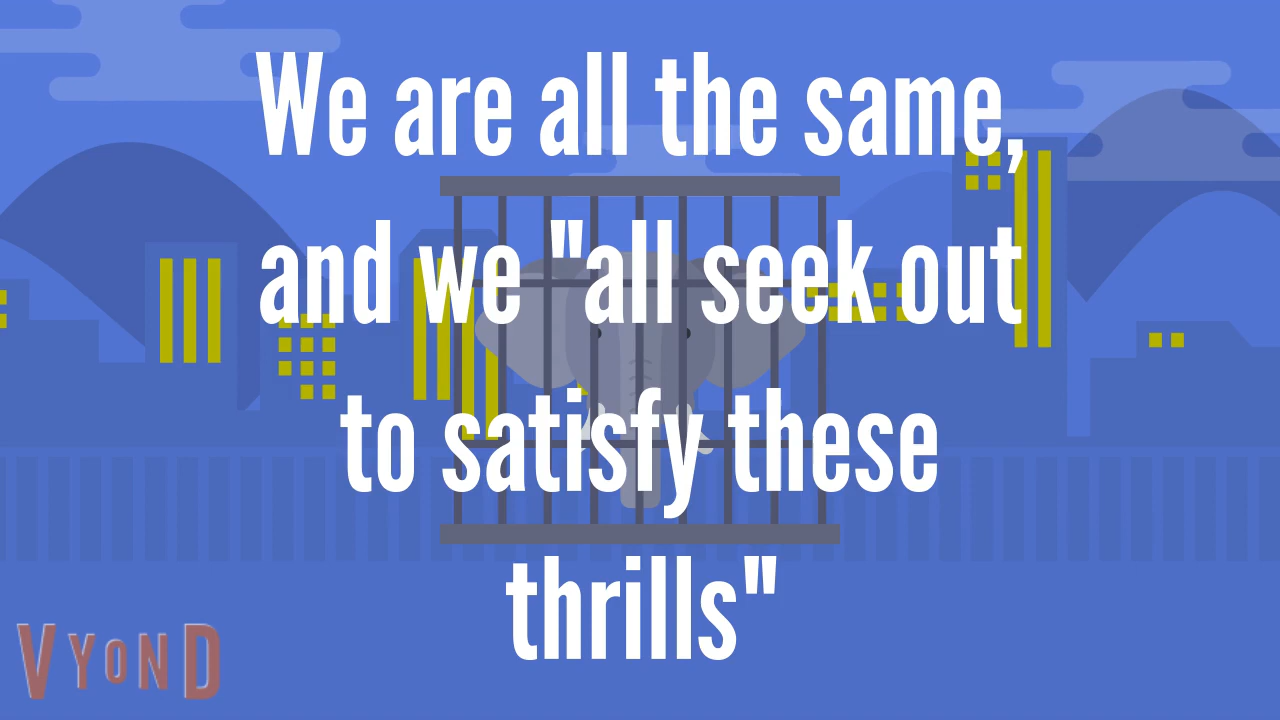 We are all the same,
and we "all seek out
to satisfy these
thrills"
VYOND